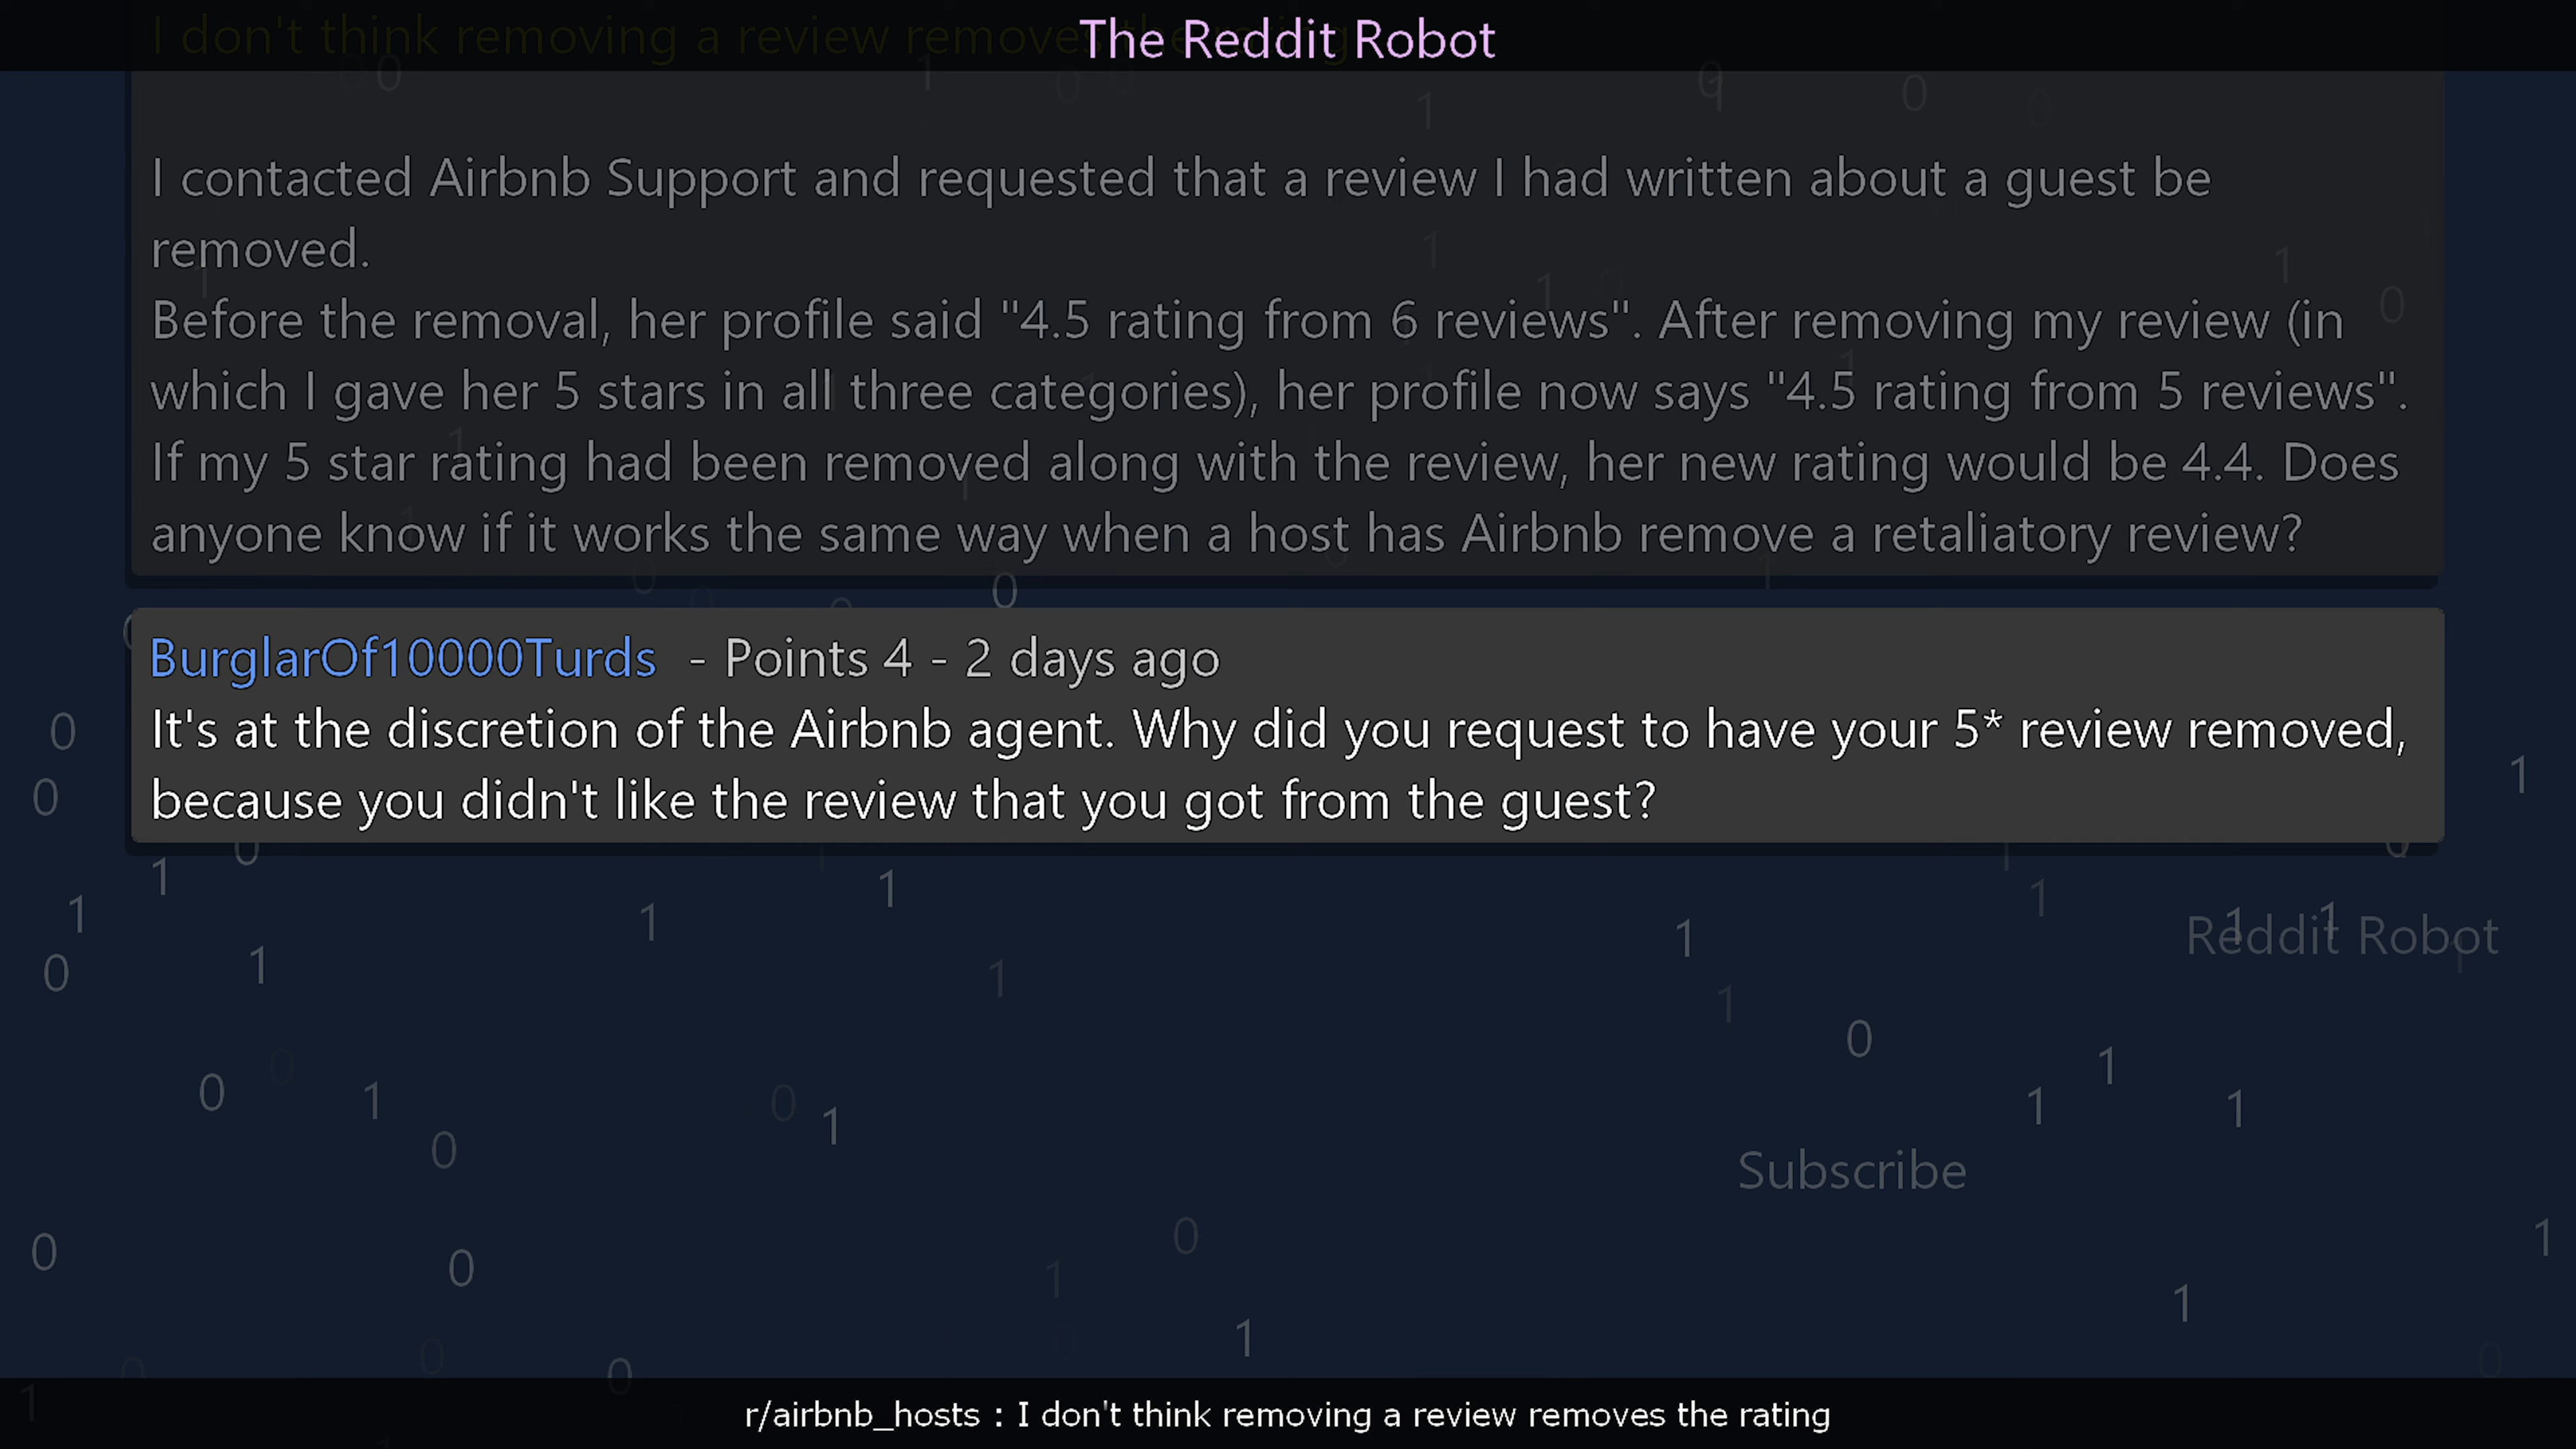 The Reddit Robot
I don't think removing a review removes the rating
I contacted Airbnb Support and requested that a review I had written about a guest be
removed.
Before the removal, her profile said "4.5 rating from 6 reviews". After removing my review (in
which I gave her 5 stars in all three categories), her profile now says "4.5 rating from 5 reviews".
If my 5 star rating had been removed along with the review, her new rating would be 4.4. Does
anyone know if it works the same way when a host has Airbnb remove a retaliatory review?
BurglarOf10000Turds - Points 4 - 2 days ago
It's at the discretion of the Airbnb agent. Why did you request to have your 5* review removed,
because you didn't like the review that you got from the guest?
Reddit Robot
Subscribe
r/airbnb_hosts : I don't think removing a review removes the rating